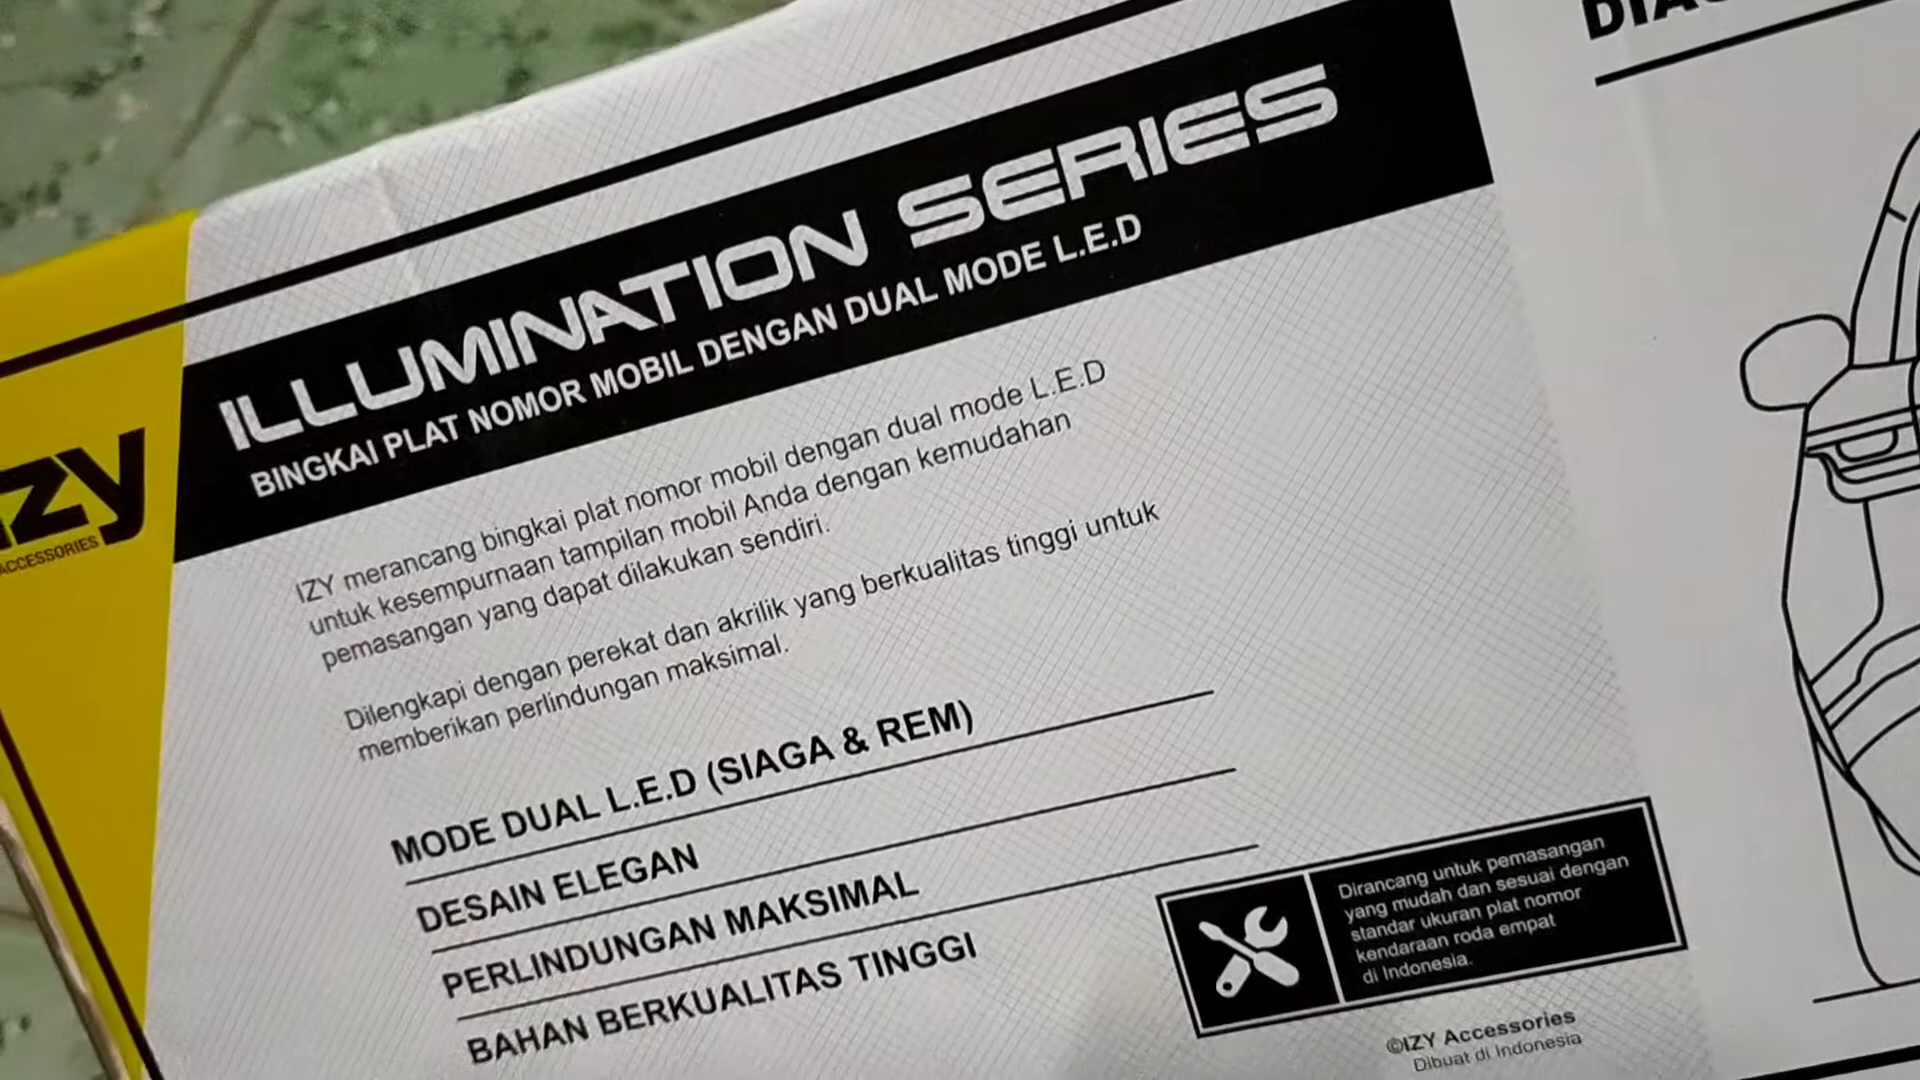 ILLUMINATION SERIES
BINGKAI PLAT NOMOR MOBIL DENGAN DUAL MODE L.E.D
izy
ACCESSORIES
IZY merancang bingkai plat nomor mobil dengan dual mode L.E.D
untuk kesempurnaan tampilan mobil Anda dengan kemudahan
pemasangan yang dapat dilakukan sendiri.
Dilengkapi dengan perekat dan akrilik yang berkualitas tinggi untuk
memberikan perlindungan maksimal.
MODE DUAL L.E.D (SIAGA & REM)
DESAIN ELEGAN
PERLINDUNGAN MAKSIMAL
BAHAN BERKUALITAS TINGGI
Dirancang untuk pemasangan
yang mudah dan sesuai dengan
standar ukuran plat nomor
kendaraan roda empat
di Indonesia.
©IZY Accessories
Dibuat di Indonesia